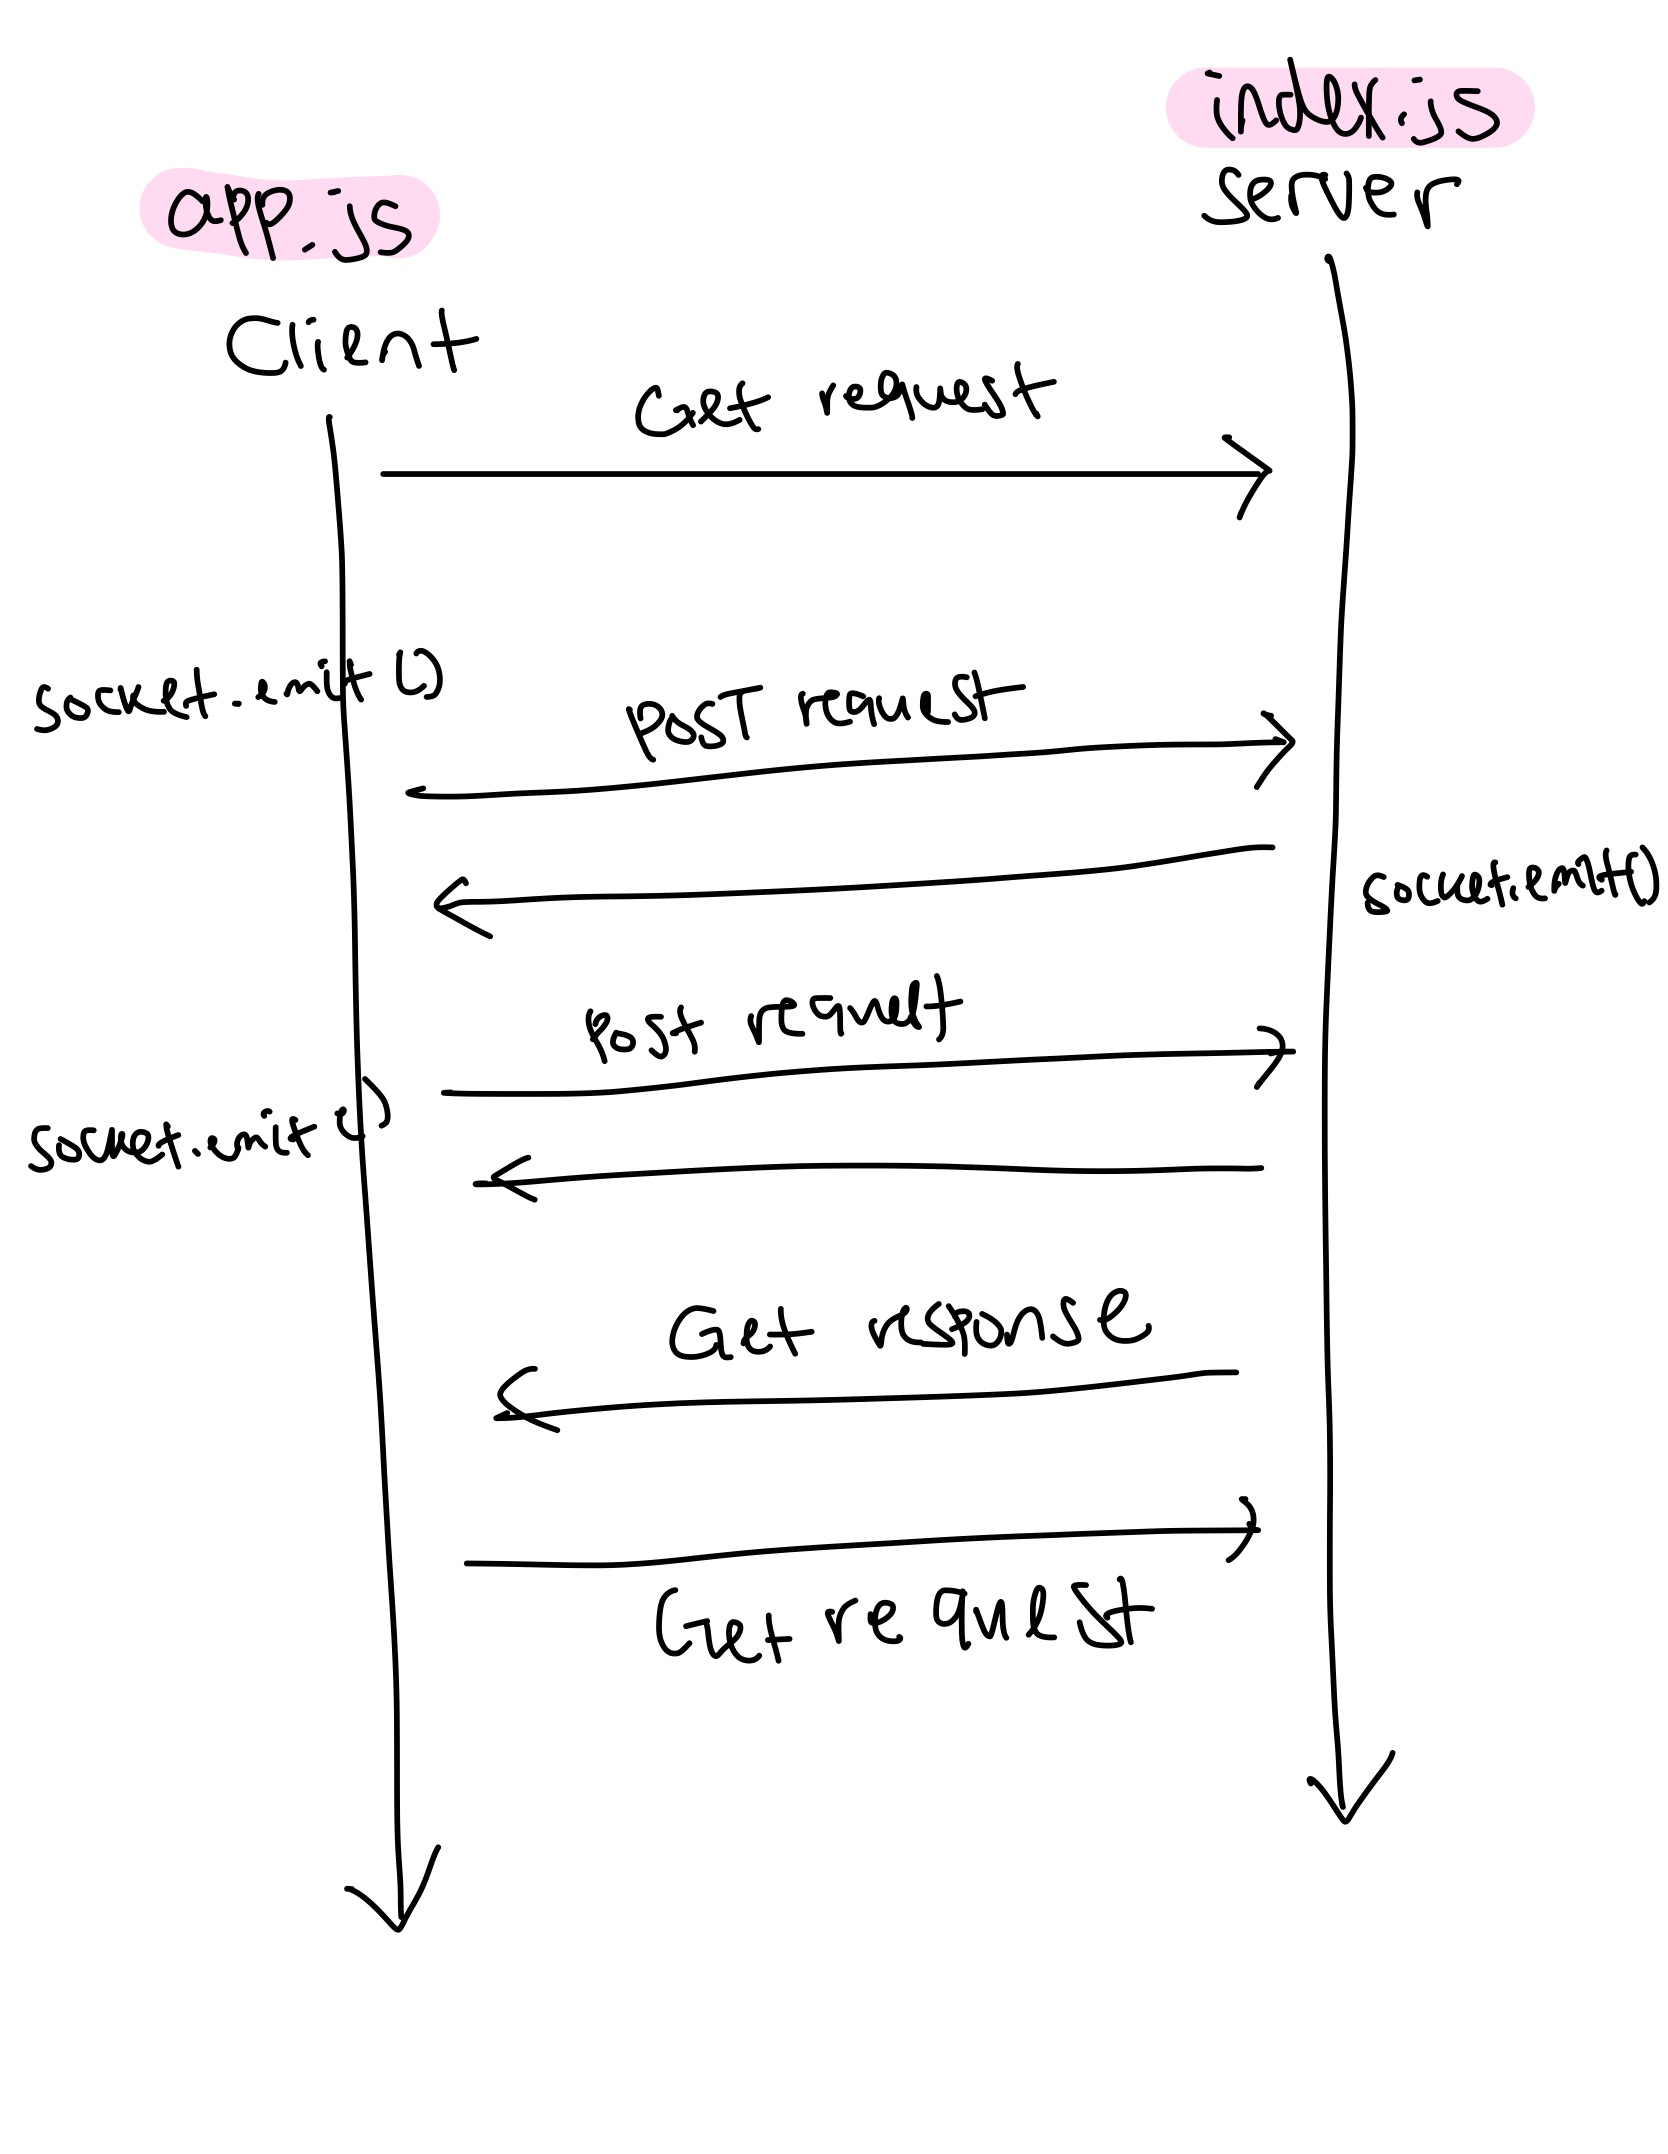 index.js
server
app.js
Client
Get request
socket.emit()
POST request
socket.emit()
Post request
socket.emit()
Get response
Get request